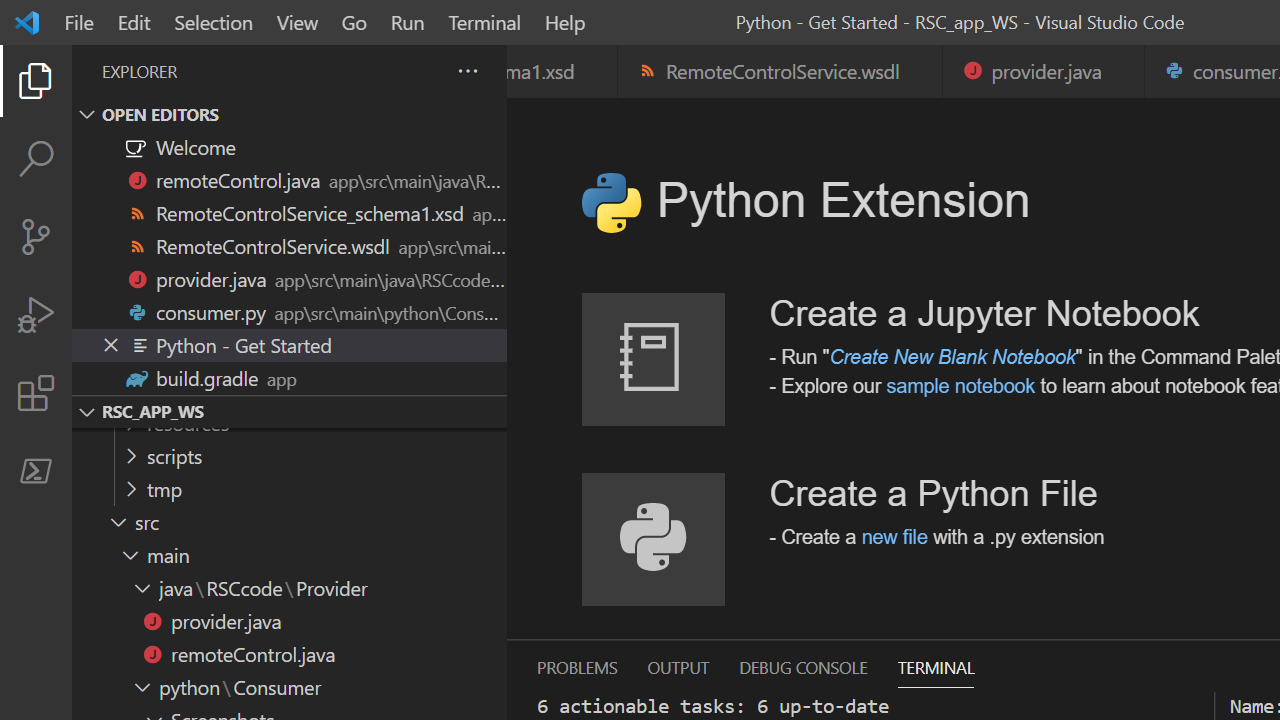 File Edit Selection View Go Run Terminal Help Python - Get Started - RSC_app_WS - Visual Studio Code
EXPLORER
ma1.xsd RemoteControlService.wsdl provider.java consumer.
OPEN EDITORS
Welcome
remoteControl.java app\src\main\java\R...
RemoteControlService_schema1.xsd ap...
RemoteControlService.wsdl app\src\mai...
provider.java app\src\main\java\RSCcode...
consumer.py app\src\main\python\Cons...
Python - Get Started
build.gradle app
RSC_APP_WS
resources
scripts
tmp
src
main
java\RSCcode\Provider
provider.java
remoteControl.java
python\Consumer
Screenshots
Python Extension
Create a Jupyter Notebook
- Run "Create New Blank Notebook" in the Command Palet
- Explore our sample notebook to learn about notebook feat
Create a Python File
- Create a new file with a .py extension
PROBLEMS OUTPUT DEBUG CONSOLE TERMINAL
6 actionable tasks: 6 up-to-date
Name: